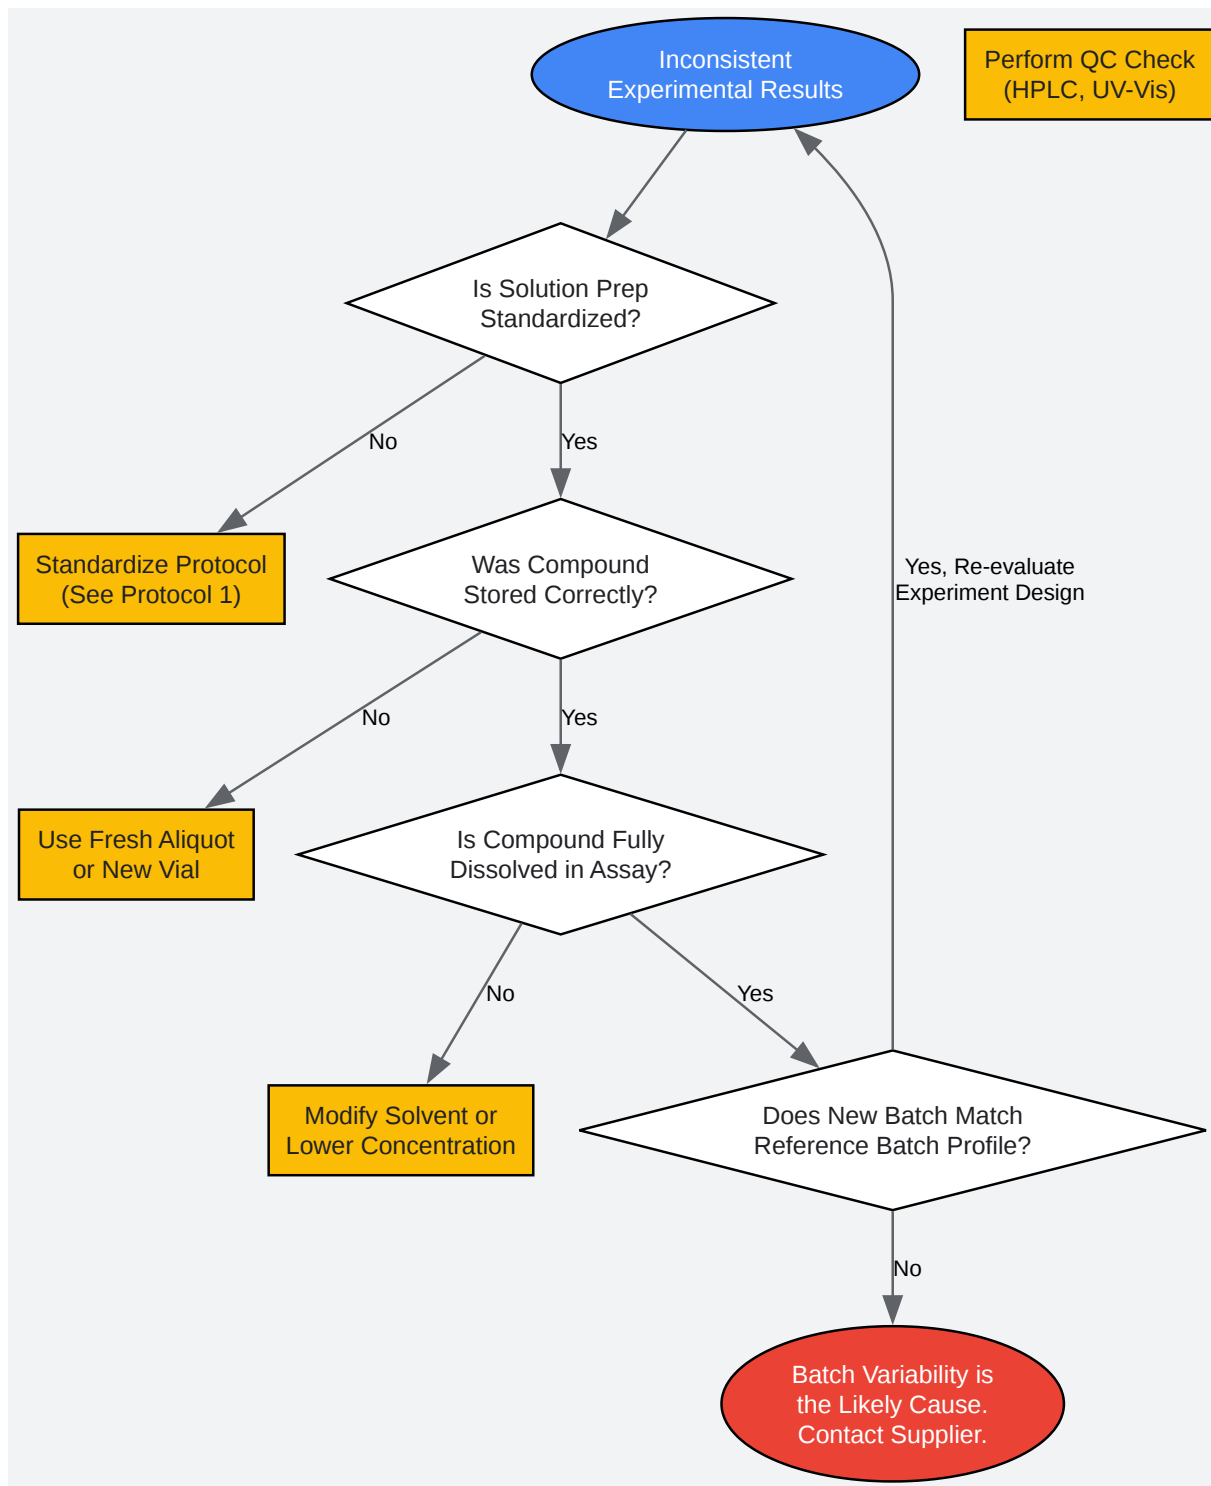 Inconsistent
Experimental Results
Perform QC Check
(HPLC, UV-Vis)
Is Solution Prep
Standardized?
No
Yes
Standardize Protocol
(See Protocol 1)
Was Compound
Stored Correctly?
Yes, Re-evaluate
Experiment Design
No
Yes
Use Fresh Aliquot
or New Vial
Is Compound Fully
Dissolved in Assay?
No
Yes
Modify Solvent or
Lower Concentration
Does New Batch Match
Reference Batch Profile?
No
Batch Variability is
the Likely Cause.
Contact Supplier.